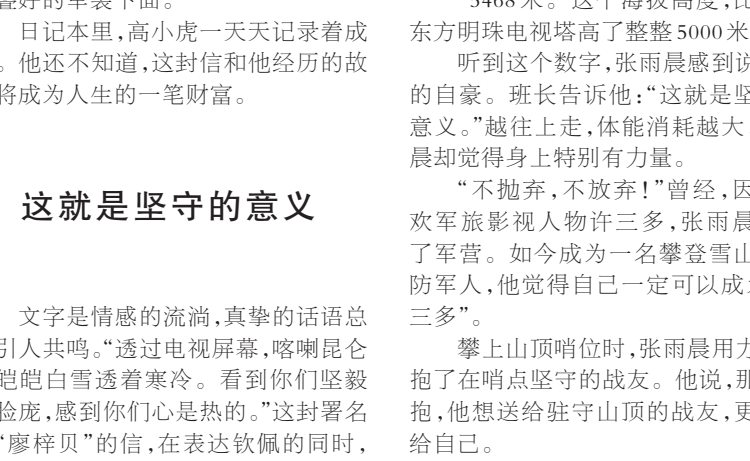 日记本里,高小虎一天天记录着成
。他还不知道,这封信和他经历的故
将成为人生的一笔财富。
这就是坚守的意义
文字是情感的流淌,真挚的话语总
引人共鸣。“透过电视屏幕,喀喇昆仑
皑皑白雪透着寒冷。看到你们坚毅
脸庞,感到你们心是热的。”这封署名
“廖梓贝”的信,在表达钦佩的同时,
5468米。这个海拔高度,比
东方明珠电视塔高了整整5000米
听到这个数字,张雨晨感到说
的自豪。班长告诉他:“这就是坚
意义。”越往上走,体能消耗越大
晨却觉得身上特别有力量。
“不抛弃,不放弃!”曾经,因
欢军旅影视人物许三多,张雨晨
了军营。如今成为一名攀登雪山
防军人,他觉得自己一定可以成
三多”。
攀上山顶哨位时,张雨晨用力
抱了在哨点坚守的战友。他说,那
抱,他想送给驻守山顶的战友,更
给自己。